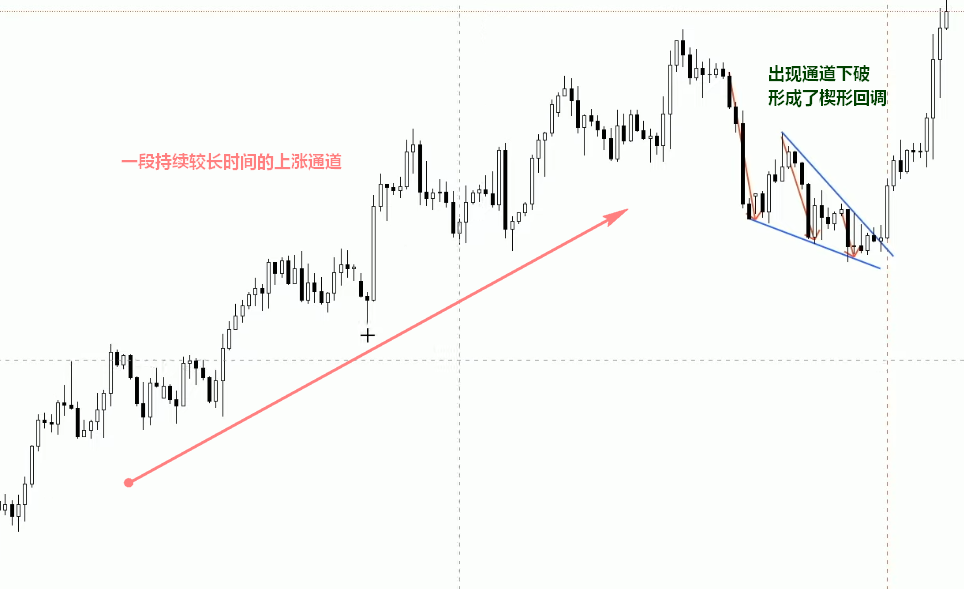 出现通道下破
形成了楔形回调
一段持续较长时间的上涨通道